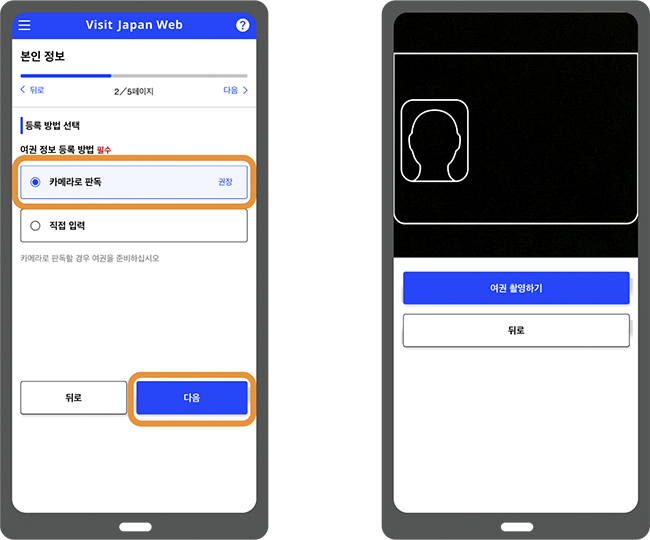 Visit Japan Web
?
본인 정보
뒤로
2/5페이지
다음
등록 방법 선택
여권 정보 등록 방법 필수
카메라로 판독 권장
직접 입력
카메라로 판독할 경우 여권을 준비하십시오
뒤로
다음
여권 촬영하기
뒤로